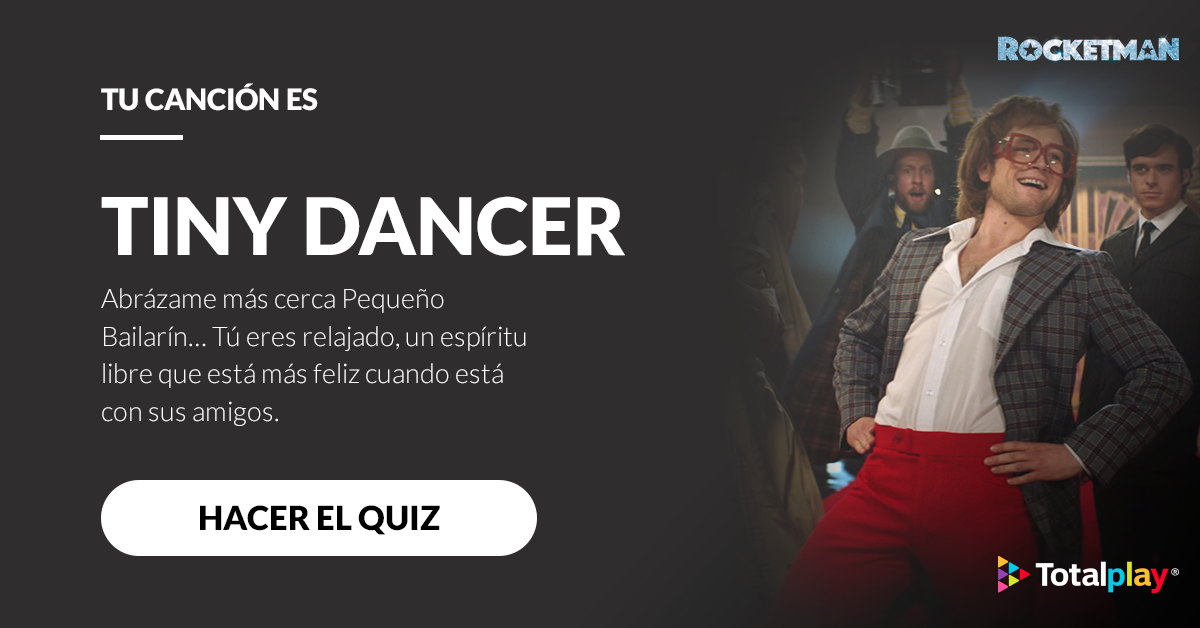 ROCKETMAN
TU CANCIÓN ES
TINY DANCER
Abrázame más cerca Pequeño
Bailarín... Tú eres relajado, un espíritu
libre que está más feliz cuando está
con sus amigos.
HACER EL QUIZ
Totalplay®